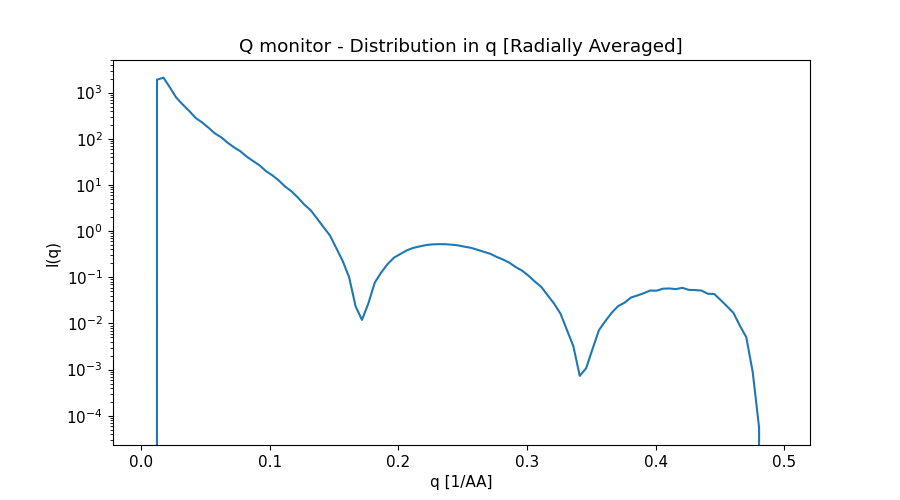 Q monitor - Distribution in q [Radially Averaged]
I(q)
10³
10²
10¹
10⁰
10⁻¹
10⁻²
10⁻³
10⁻⁴
0.0 0.1 0.2 0.3 0.4 0.5
q [1/AA]